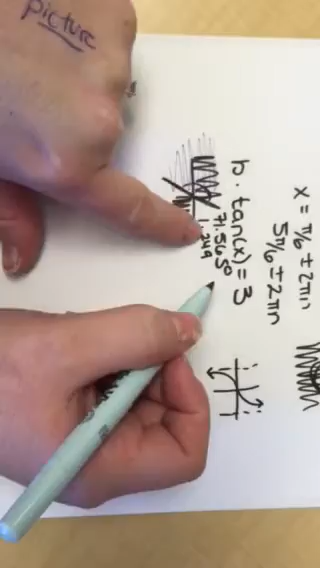 picture
x = π/6 ± 2πn
5π/6 ± 2πn
b. tan(x) = 3
71.565°
1.249